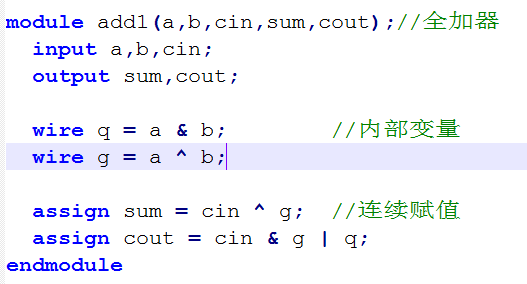 module add1(a,b,cin,sum,cout);//全加器
input a,b,cin;
output sum,cout;
wire q = a & b; //内部变量
wire g = a ^ b;
assign sum = cin ^ g; //连续赋值
assign cout = cin & g | q;
endmodule